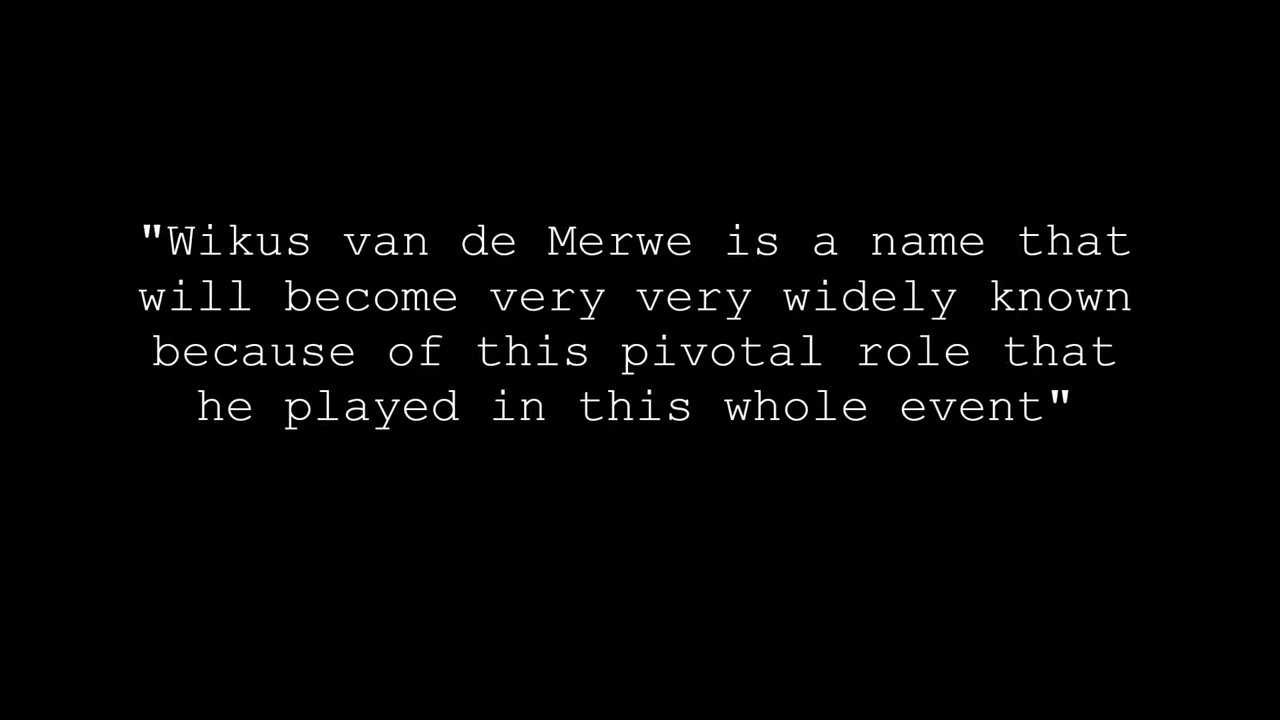 "Wikus van de Merwe is a name that
will become very very widely known
because of this pivotal role that
he played in this whole event"